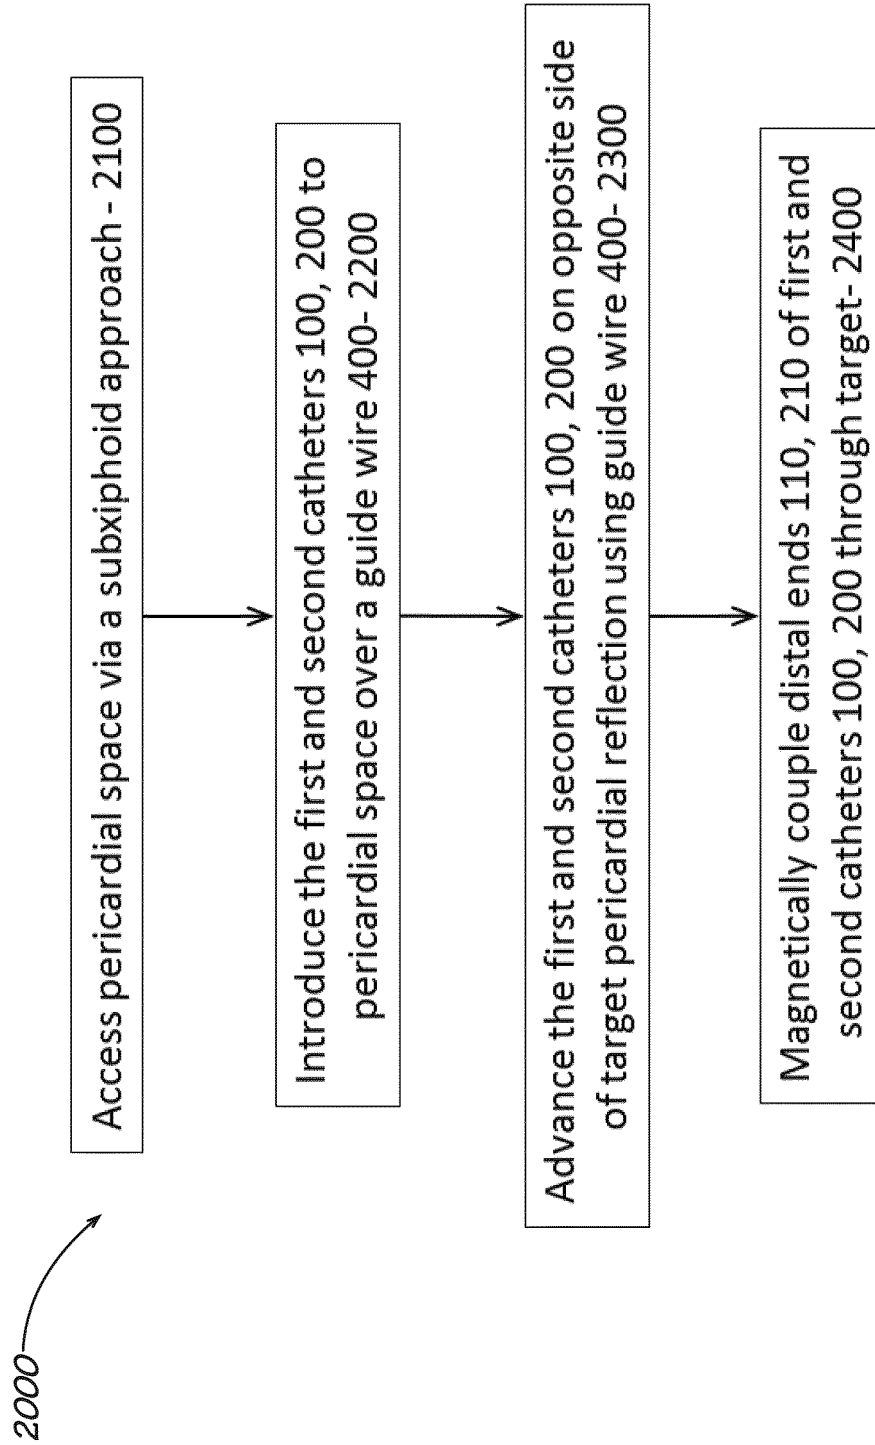 2000
Access pericardial space via a subxiphoid approach - 2100
Introduce the first and second catheters 100, 200 to
pericardial space over a guide wire 400- 2200
Advance the first and second catheters 100, 200 on opposite side
of target pericardial reflection using guide wire 400- 2300
Magnetically couple distal ends 110, 210 of first and
second catheters 100, 200 through target- 2400